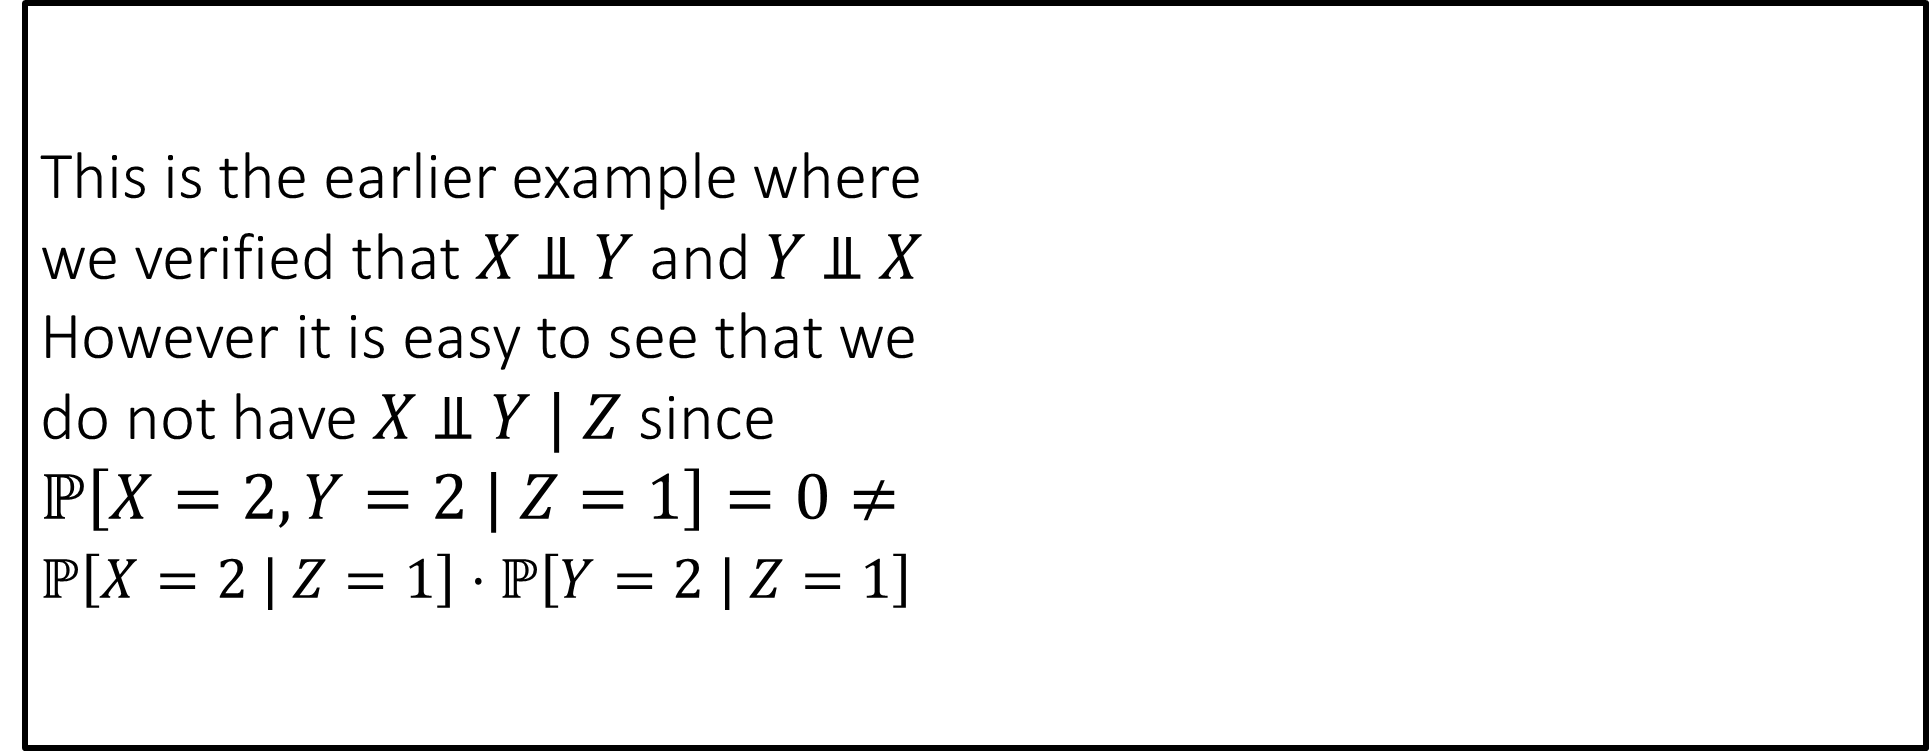 This is the earlier example where
we verified that X ⫫ Y and Y ⫫ X
However it is easy to see that we
do not have X ⫫ Y | Z since
ℙ[X = 2, Y = 2 | Z = 1] = 0 ≠
ℙ[X = 2 | Z = 1] · ℙ[Y = 2 | Z = 1]